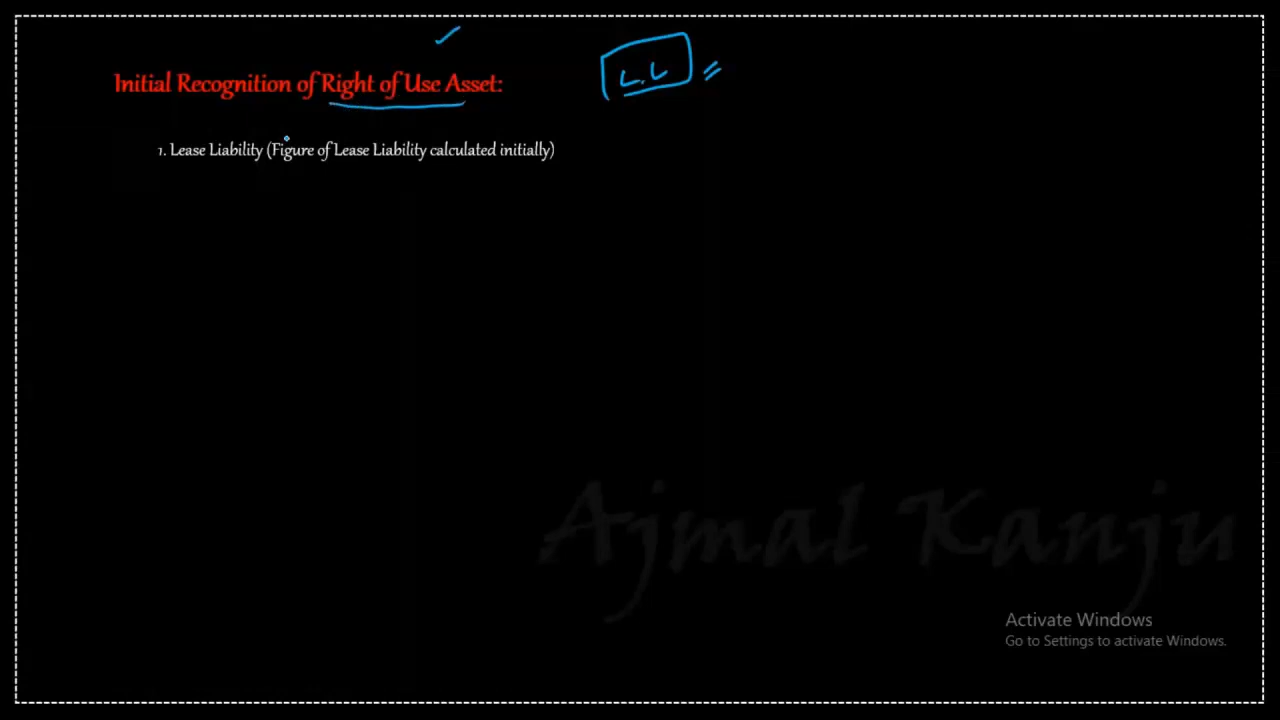 Initial Recognition of Right of Use Asset:
L.L =
1. Lease Liability (Figure of Lease Liability calculated initially)
Ajmal Kanju
Activate Windows
Go to Settings to activate Windows.